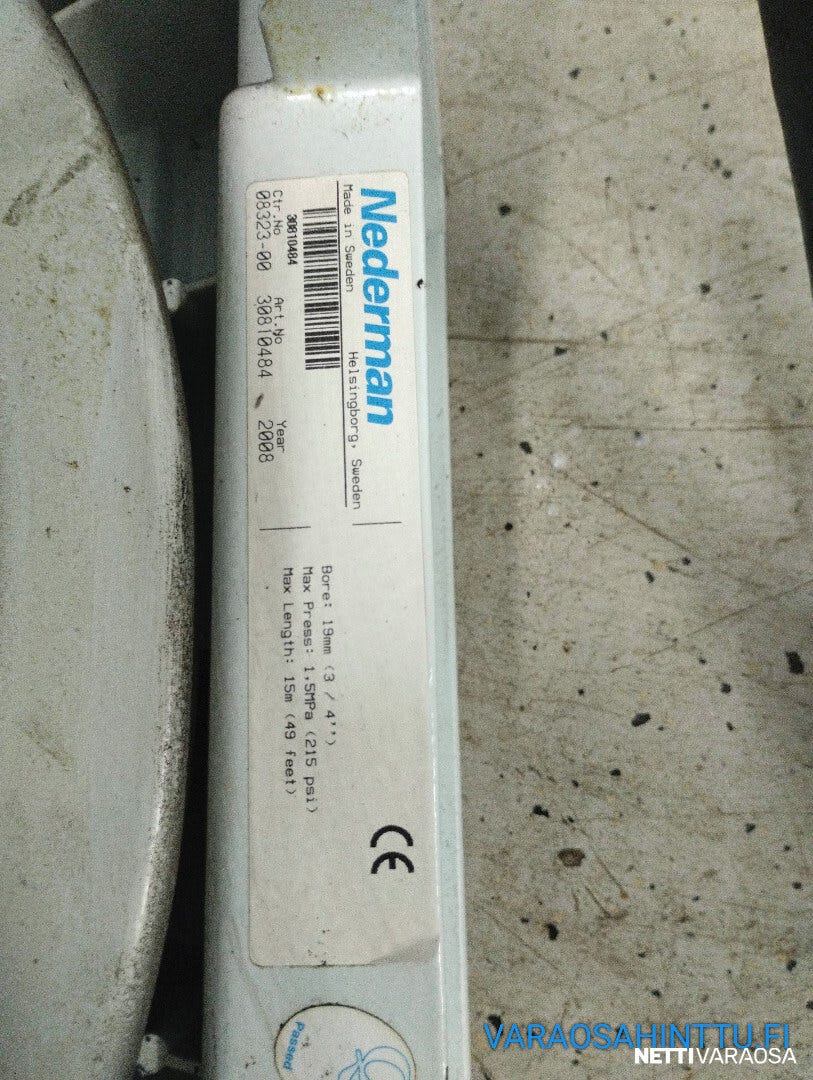 Nederman
Made in Sweden Helsingborg, Sweden
30810484
Ctr.No Art.No Year
08323-00 30810484 2008
Bore: 19mm (3 / 4'')
Max Press: 1,5MPa (215 psi)
Max Length: 15m (49 feet)
CE
Passed
VARAOSAHINTTU.FI
NETTIVARAOSA